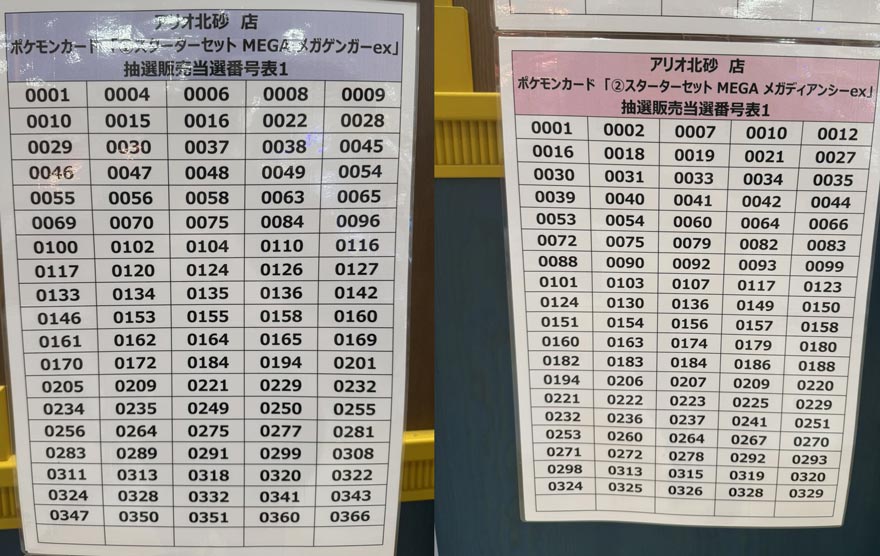 アリオ北砂 店
ポケモンカード「①スターターセット MEGA メガゲンガーex」
抽選販売当選番号表1
0001 0004 0006 0008 0009
0010 0015 0016 0022 0028
0029 0030 0037 0038 0045
0046 0047 0048 0049 0054
0055 0056 0058 0063 0065
0069 0070 0075 0084 0096
0100 0102 0104 0110 0116
0117 0120 0124 0126 0127
0133 0134 0135 0136 0142
0146 0153 0155 0158 0160
0161 0162 0164 0165 0169
0170 0172 0184 0194 0201
0205 0209 0221 0229 0232
0234 0235 0249 0250 0255
0256 0264 0275 0277 0281
0283 0289 0291 0299 0308
0311 0313 0318 0320 0322
0324 0328 0332 0341 0343
0347 0350 0351 0360 0366
アリオ北砂 店
ポケモンカード「②スターターセット MEGA メガディアンシーex」
抽選販売当選番号表1
0001 0002 0007 0010 0012
0016 0018 0019 0021 0027
0030 0031 0033 0034 0035
0039 0040 0041 0042 0044
0053 0054 0060 0064 0066
0072 0075 0079 0082 0083
0088 0090 0092 0093 0099
0101 0103 0107 0117 0123
0124 0130 0136 0149 0150
0151 0154 0156 0157 0158
0160 0163 0174 0179 0180
0182 0183 0184 0186 0188
0194 0206 0207 0209 0220
0221 0222 0223 0225 0229
0232 0236 0237 0241 0251
0253 0260 0264 0267 0270
0271 0272 0278 0292 0293
0298 0313 0315 0319 0320
0324 0325 0326 0328 0329